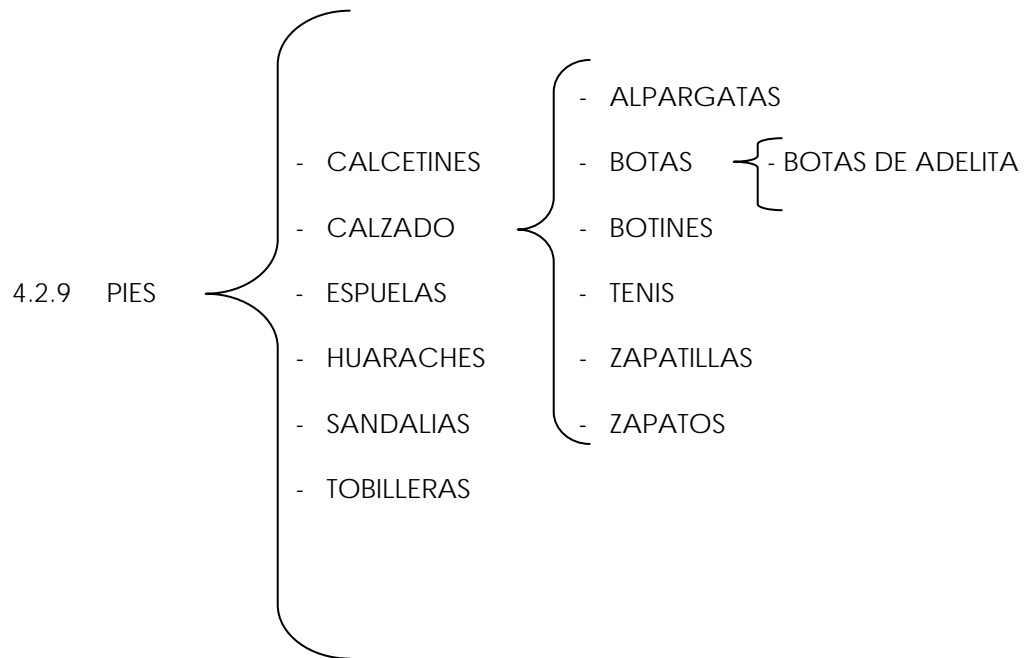 4.2.9 PIES
- CALCETINES
- CALZADO
- ESPUELAS
- HUARACHES
- SANDALIAS
- TOBILLERAS
- ALPARGATAS
- BOTAS
- BOTINES
- TENIS
- ZAPATILLAS
- ZAPATOS
- BOTAS DE ADELITA